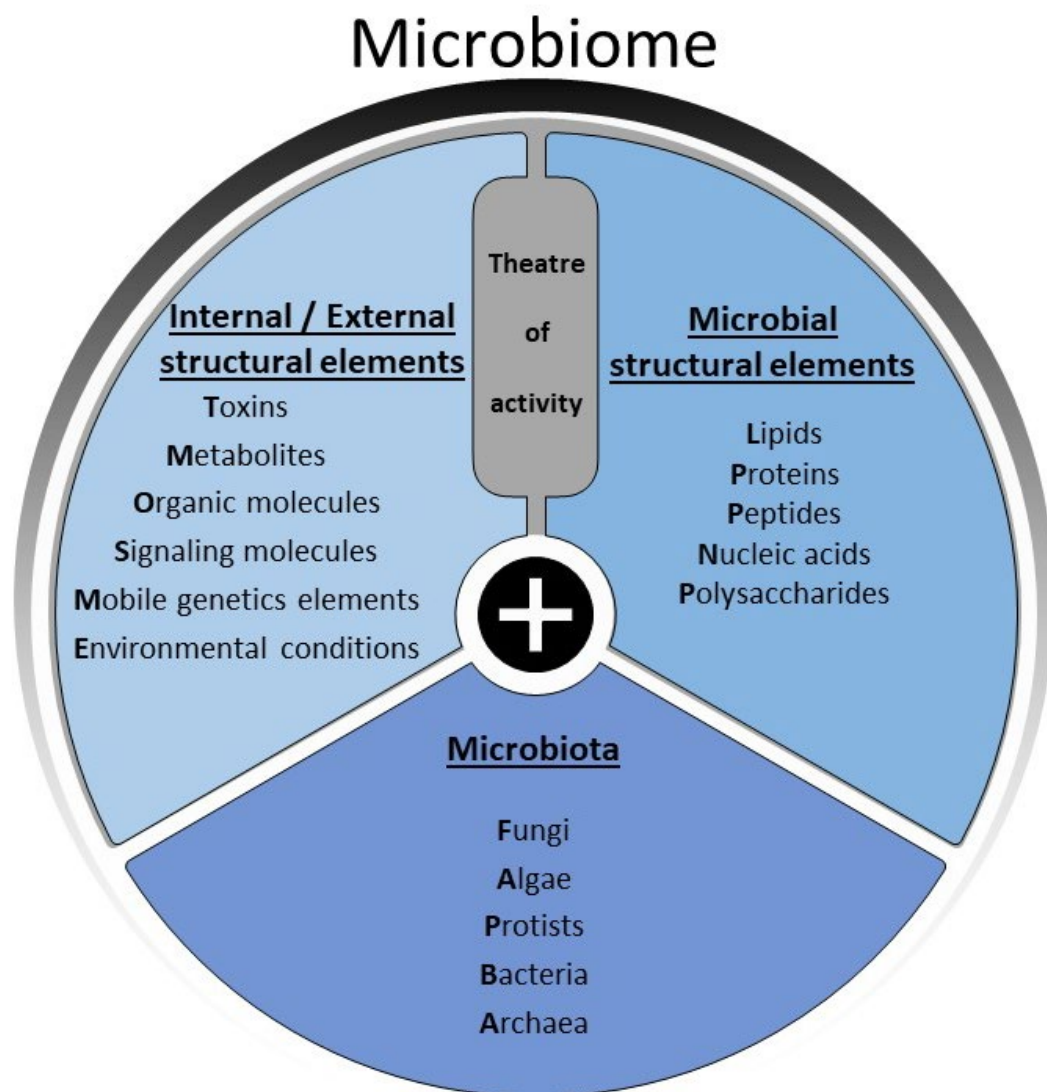 Microbiome
Theatre
of
activity
Internal / External
structural elements
Toxins
Metabolites
Organic molecules
Signaling molecules
Mobile genetics elements
Environmental conditions
Microbial
structural elements
Lipids
Proteins
Peptides
Nucleic acids
Polysaccharides
Microbiota
Fungi
Algae
Protists
Bacteria
Archaea